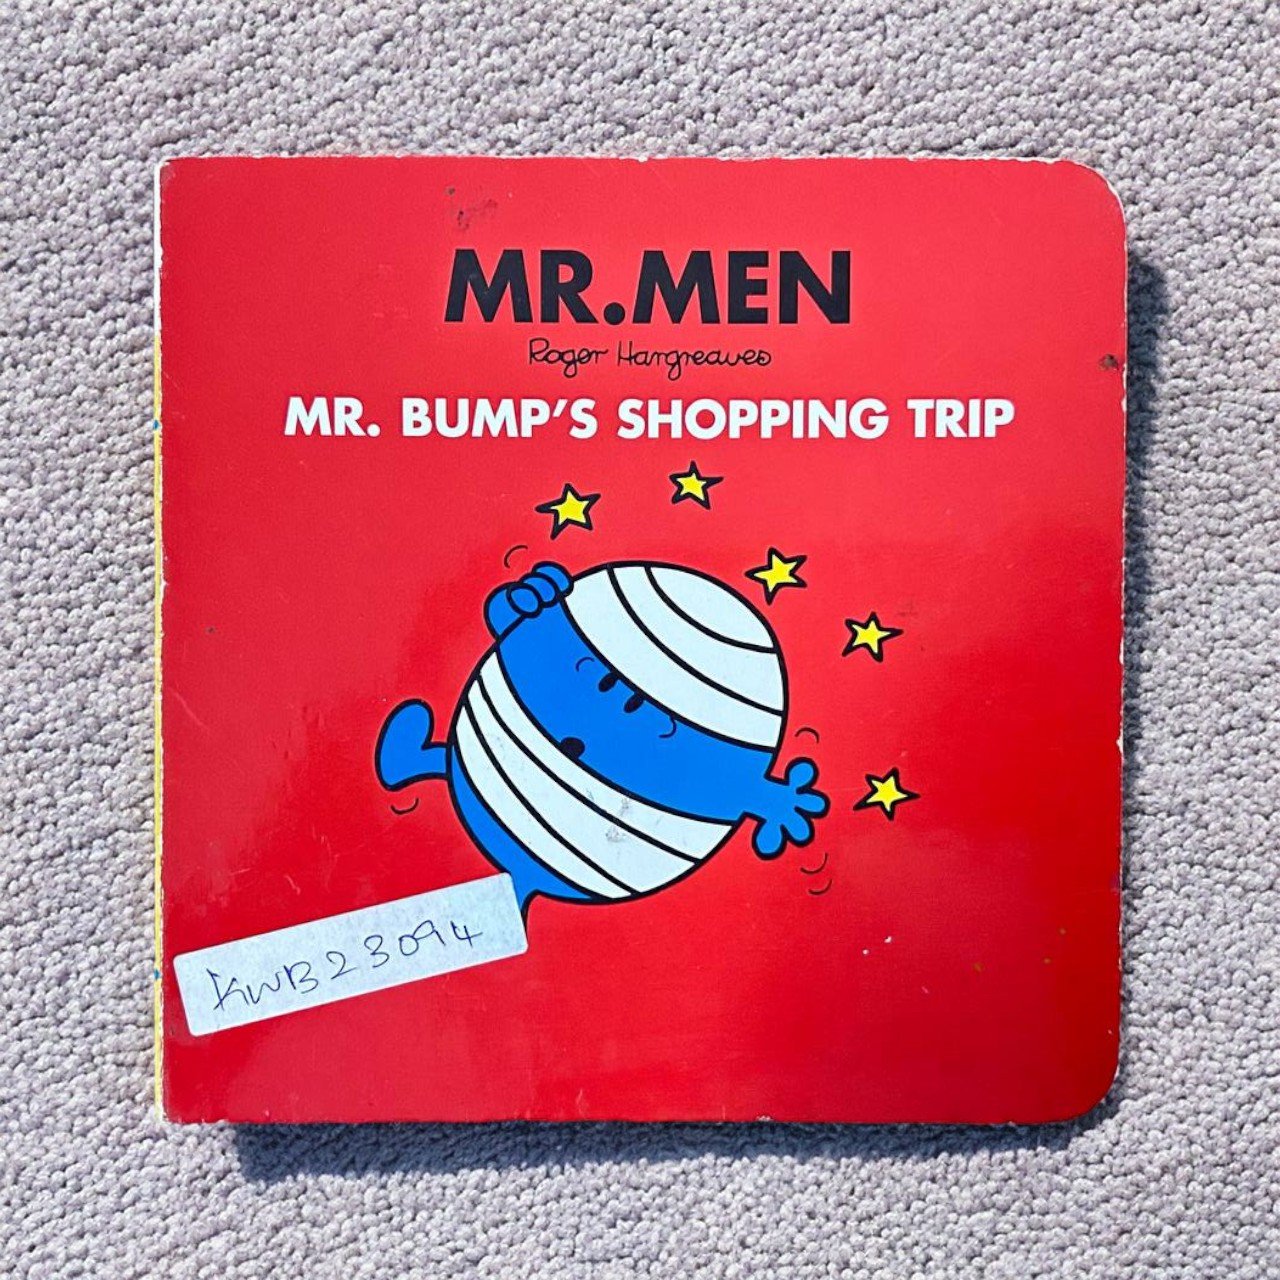 MR.MEN
Roger Hargreaves
MR. BUMP'S SHOPPING TRIP
KWB23094